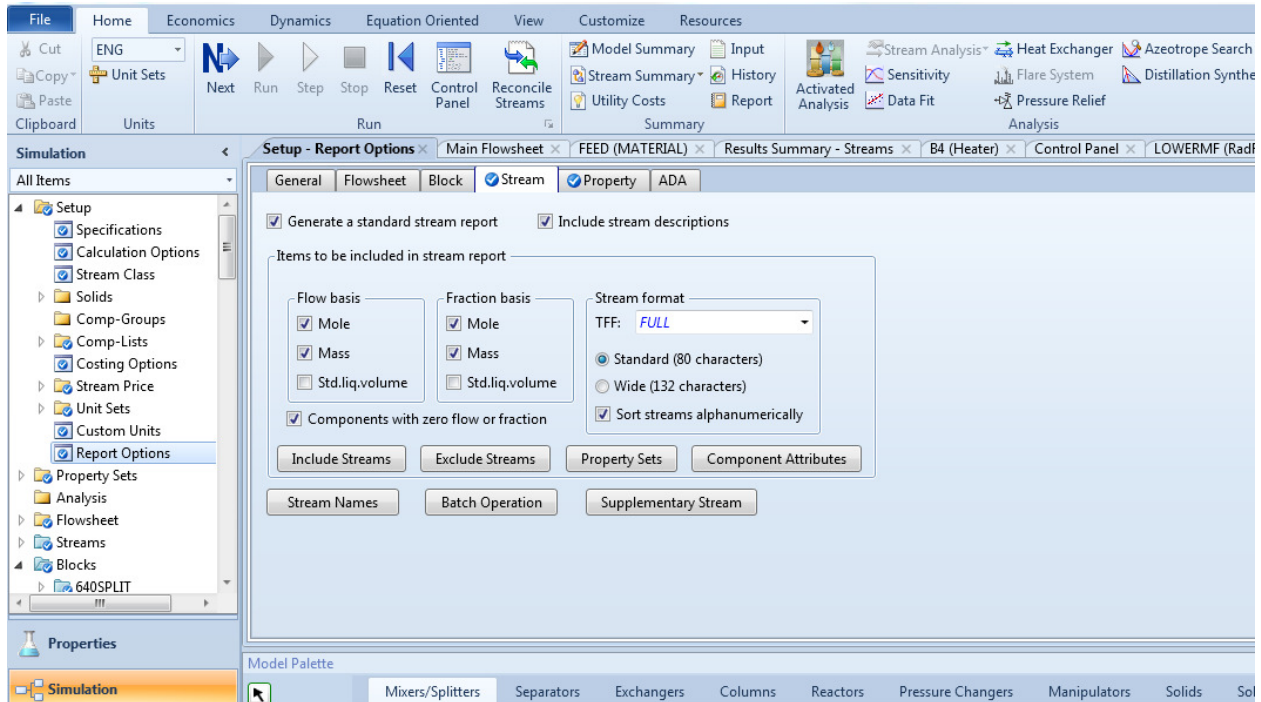 File Home Economics Dynamics Equation Oriented View Customize Resources
Cut ENG Model Summary Input Stream Analysis Heat Exchanger Azeotrope Search
Copy Unit Sets Next Run Step Stop Reset Control Panel Reconcile Streams Stream Summary History Activated Analysis Sensitivity Flare System Distillation Synthe
Paste Utility Costs Report Data Fit Pressure Relief
Clipboard Units Run Summary Analysis
Simulation < Setup - Report Options × Main Flowsheet × FEED (MATERIAL) × Results Summary - Streams × B4 (Heater) × Control Panel × LOWERMF (RadF
All Items General Flowsheet Block Stream Property ADA
Setup
Specifications
Calculation Options
Stream Class
Solids
Comp-Groups
Comp-Lists
Costing Options
Stream Price
Unit Sets
Custom Units
Report Options
Property Sets
Analysis
Flowsheet
Streams
Blocks
640SPLIT
Properties
Simulation
Generate a standard stream report Include stream descriptions
Items to be included in stream report
Flow basis Fraction basis Stream format
Mole Mole TFF: FULL
Mass Mass Standard (80 characters)
Std.liq.volume Std.liq.volume Wide (132 characters)
Components with zero flow or fraction Sort streams alphanumerically
Include Streams Exclude Streams Property Sets Component Attributes
Stream Names Batch Operation Supplementary Stream
Model Palette
Mixers/Splitters Separators Exchangers Columns Reactors Pressure Changers Manipulators Solids Sol